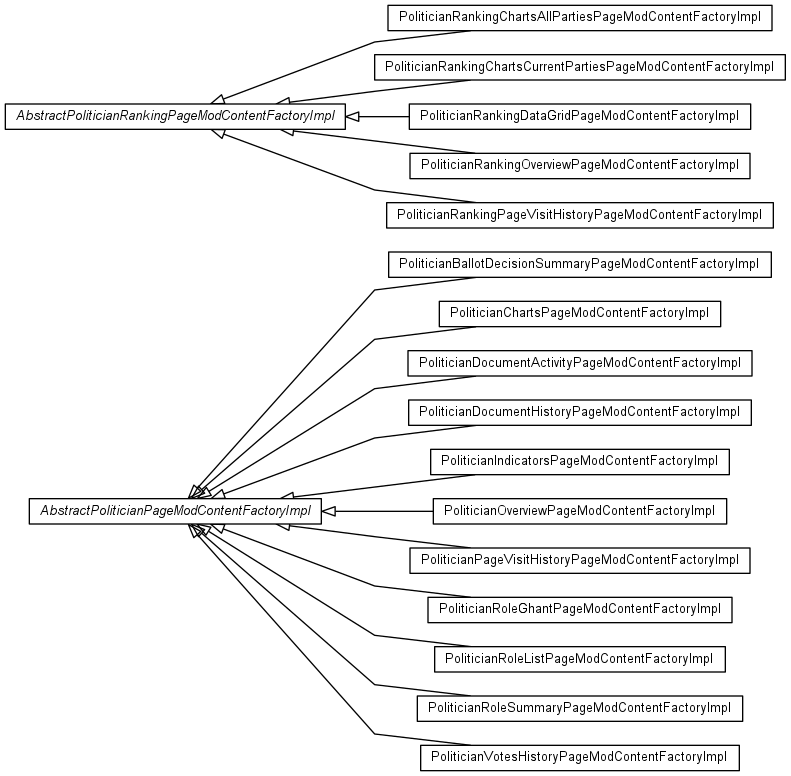 PoliticianRankingChartsAllPartiesPageModContentFactoryImpl
PoliticianRankingChartsCurrentPartiesPageModContentFactoryImpl
AbstractPoliticianRankingPageModContentFactoryImpl
PoliticianRankingDataGridPageModContentFactoryImpl
PoliticianRankingOverviewPageModContentFactoryImpl
PoliticianRankingPageVisitHistoryPageModContentFactoryImpl
PoliticianBallotDecisionSummaryPageModContentFactoryImpl
PoliticianChartsPageModContentFactoryImpl
PoliticianDocumentActivityPageModContentFactoryImpl
PoliticianDocumentHistoryPageModContentFactoryImpl
PoliticianIndicatorsPageModContentFactoryImpl
AbstractPoliticianPageModContentFactoryImpl
PoliticianOverviewPageModContentFactoryImpl
PoliticianPageVisitHistoryPageModContentFactoryImpl
PoliticianRoleGhantPageModContentFactoryImpl
PoliticianRoleListPageModContentFactoryImpl
PoliticianRoleSummaryPageModContentFactoryImpl
PoliticianVotesHistoryPageModContentFactoryImpl